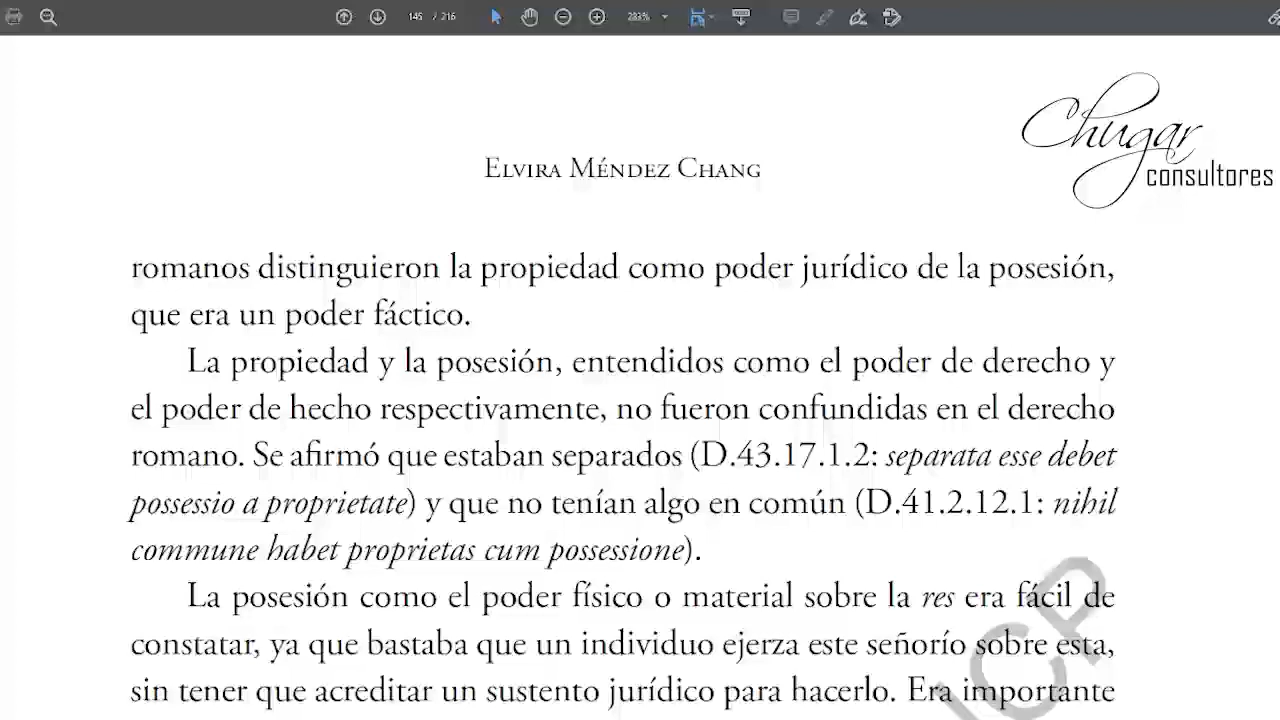 145 / 216
283%
Chugar
consultores
Elvira Méndez Chang
romanos distinguieron la propiedad como poder jurídico de la posesión,
que era un poder fáctico.
La propiedad y la posesión, entendidos como el poder de derecho y
el poder de hecho respectivamente, no fueron confundidas en el derecho
romano. Se afirmó que estaban separados (D.43.17.1.2: separata esse debet
possessio a proprietate) y que no tenían algo en común (D.41.2.12.1: nihil
commune habet proprietas cum possessione).
La posesión como el poder físico o material sobre la res era fácil de
constatar, ya que bastaba que un individuo ejerza este señorío sobre esta,
sin tener que acreditar un sustento jurídico para hacerlo. Era importante